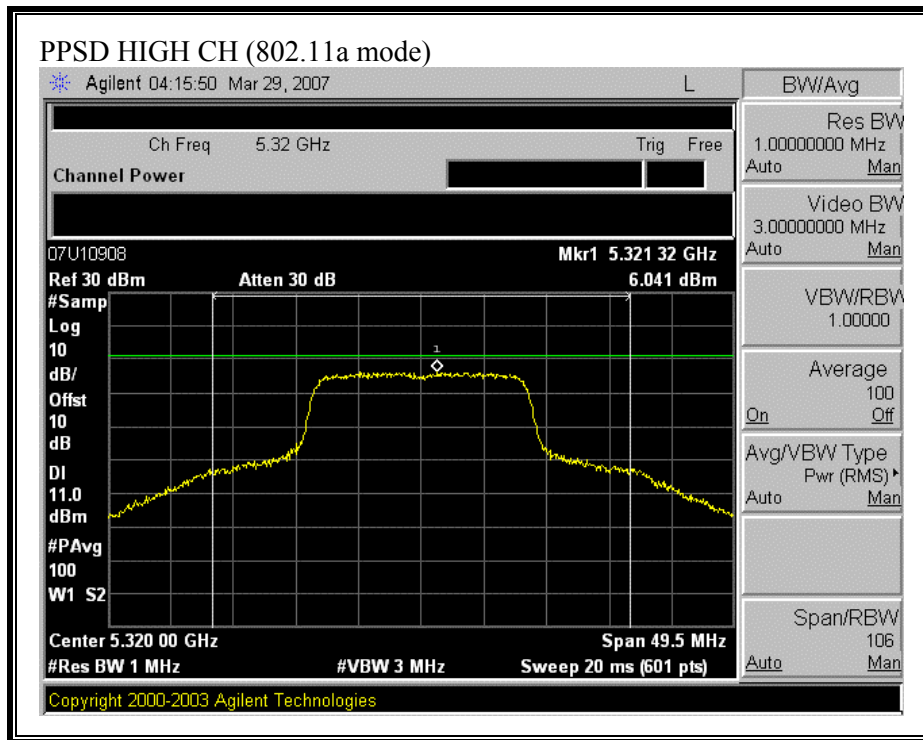 PPSD HIGH CH (802.11a mode)
Agilent 04:15:50 Mar 29, 2007 L
BW/Avg
Ch Freq 5.32 GHz Trig Free
Channel Power
07U10908
Mkr1 5.321 32 GHz
Ref 30 dBm Atten 30 dB 6.041 dBm
#Samp
Log
10
dB/
Offst
10
dB
DI
11.0
dBm
#PAvg
100
W1 S2
1
Center 5.320 00 GHz Span 49.5 MHz
#Res BW 1 MHz #VBW 3 MHz Sweep 20 ms (601 pts)
Copyright 2000-2003 Agilent Technologies
Res BW
1.00000000 MHz
Auto Man
Video BW
3.00000000 MHz
Auto Man
VBW/RBW
1.00000
Average
100
On Off
Avg/VBW Type
Pwr (RMS)
Auto Man
Span/RBW
106
Auto Man